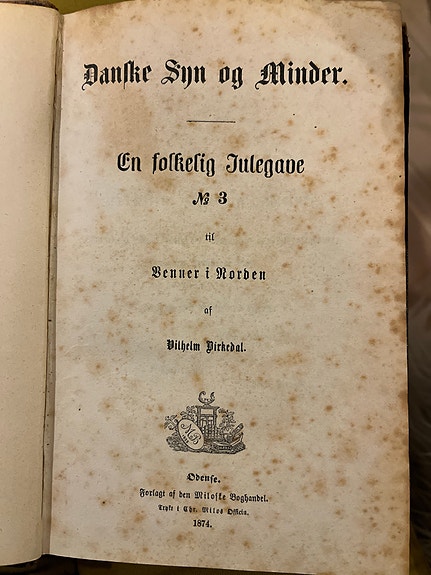 Danske Syn og Minder.
En folkelig Julegave
№ 3
til
Venner i Norden
af
Vilhelm Birkedal.
MB
Odense.
Forlagt af den Miloske Boghandel.
Trykt i Chr. Milos Officin.
1874.